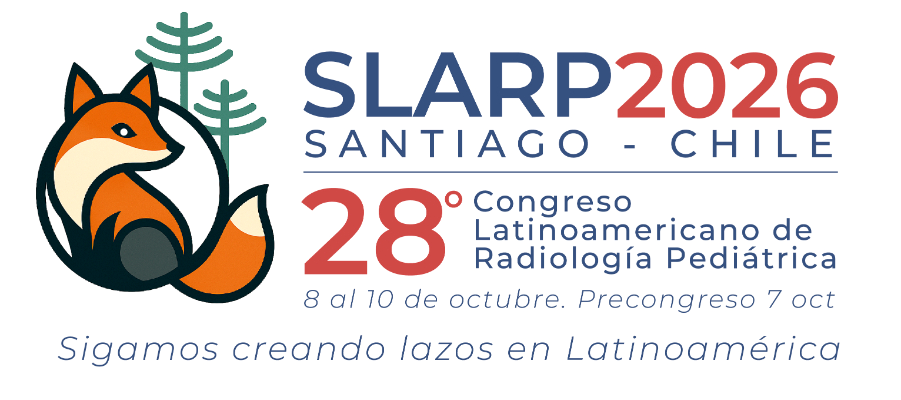 SLARP2026
SANTIAGO - CHILE
28° Congreso
Latinoamericano de
Radiología Pediátrica
8 al 10 de octubre. Precongreso 7 oct
Sigamos creando lazos en Latinoamérica